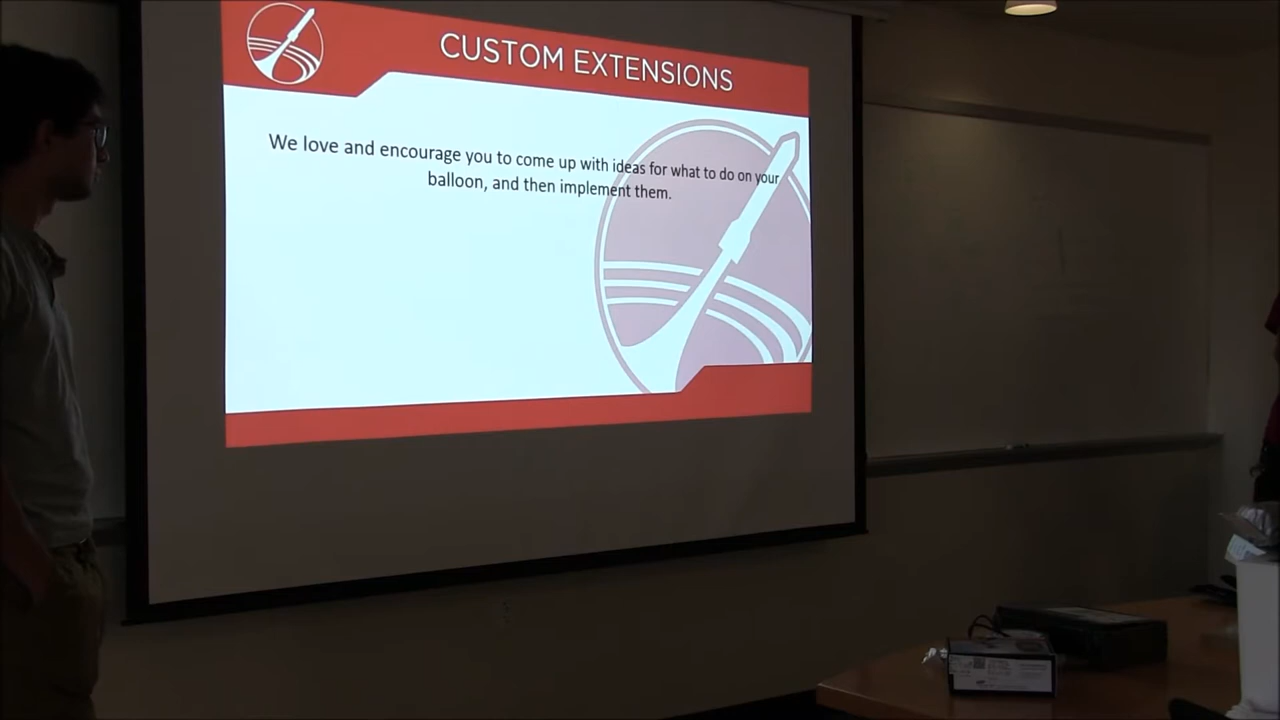 CUSTOM EXTENSIONS
We love and encourage you to come up with ideas for what to do on your
balloon, and then implement them.